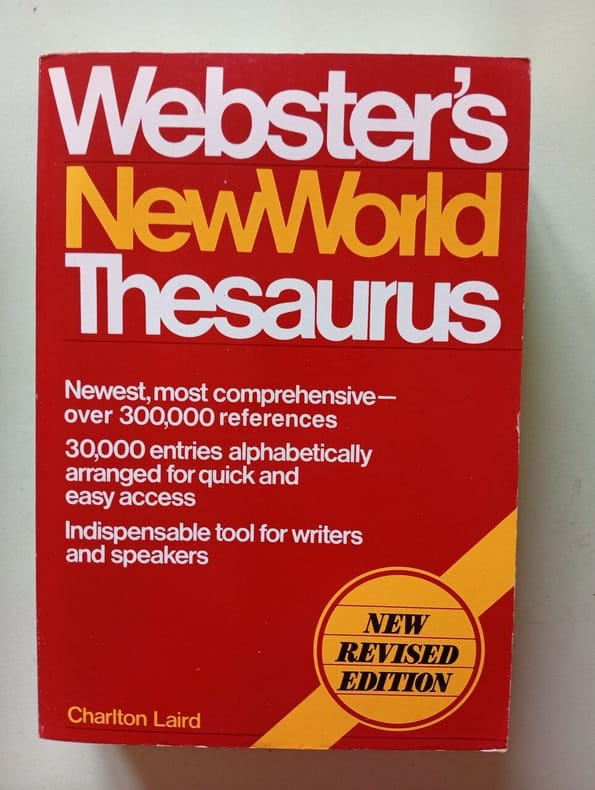 Webster's
NewWorld
Thesaurus
Newest, most comprehensive—
over 300,000 references
30,000 entries alphabetically
arranged for quick and
easy access
Indispensable tool for writers
and speakers
NEW
REVISED
EDITION
Charlton Laird